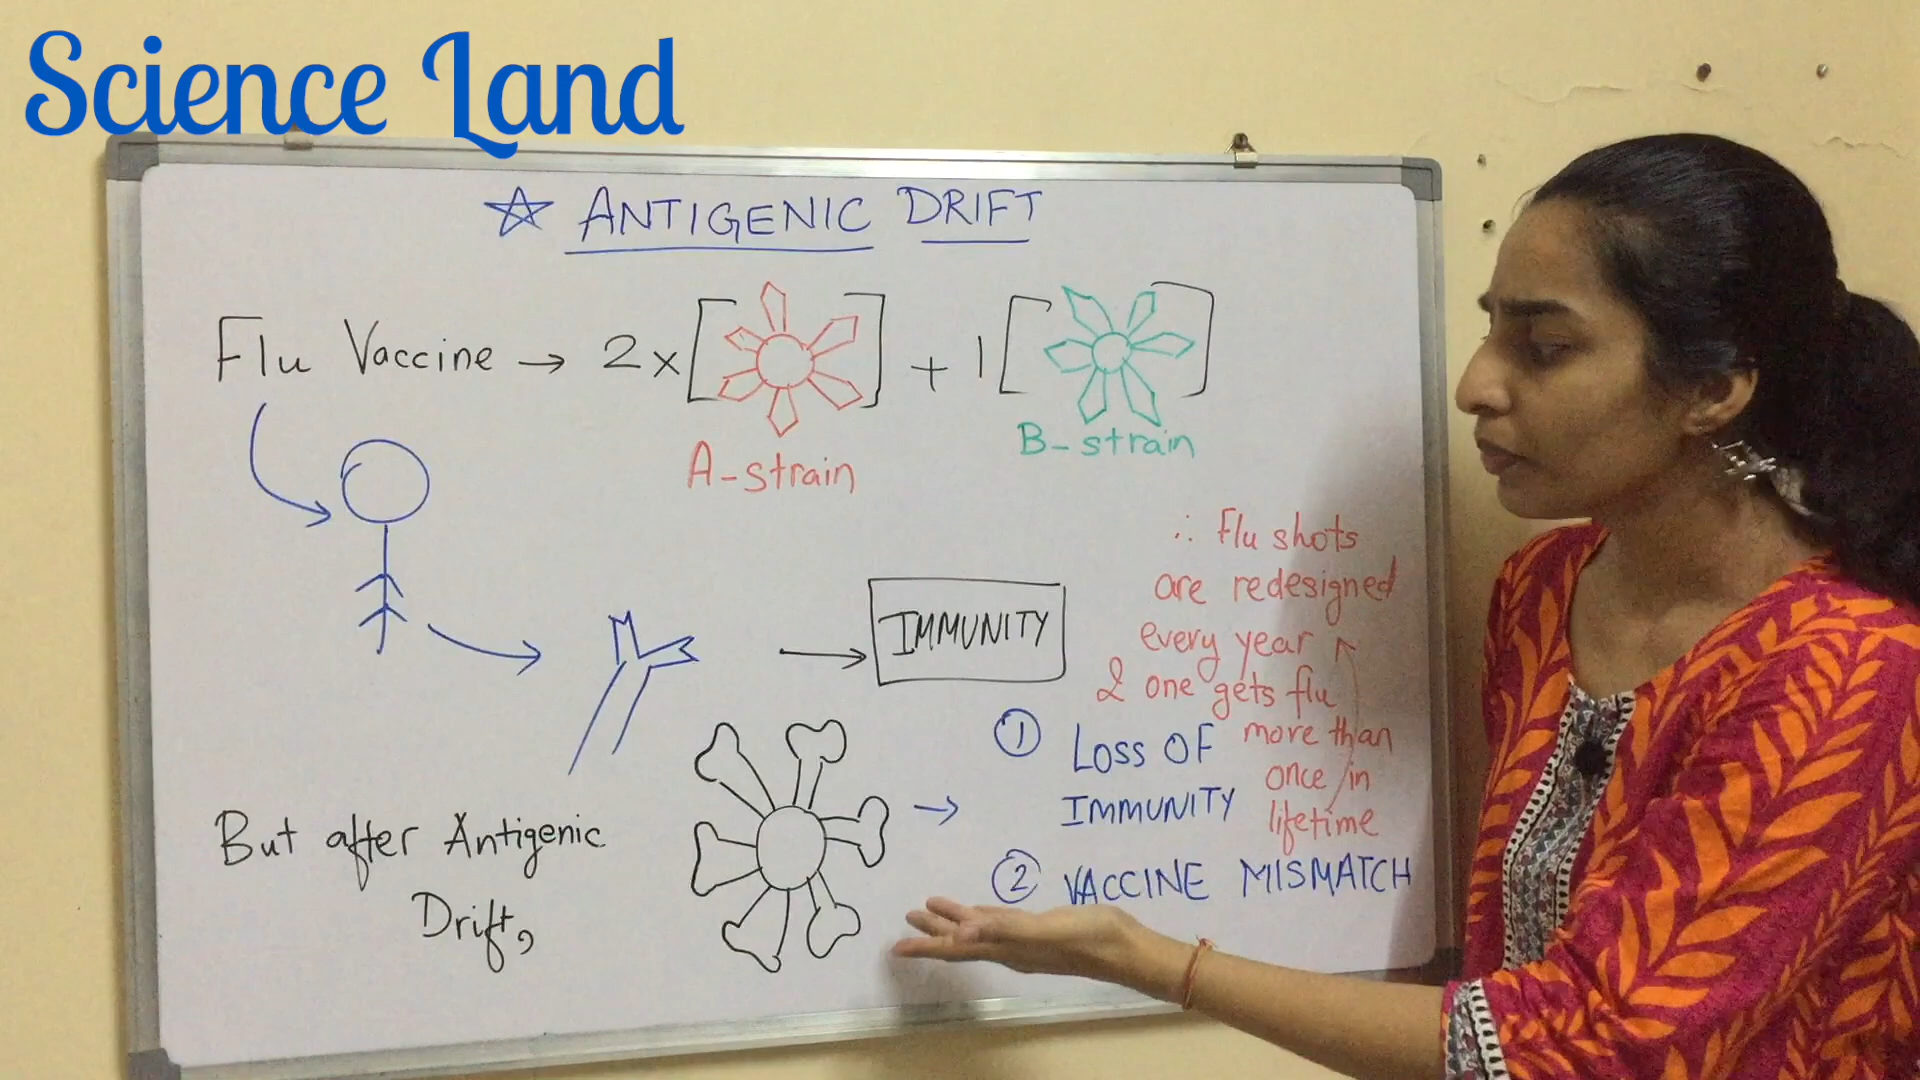 Science Land
☆ ANTIGENIC DRIFT
Flu Vaccine → 2 x [ ] + 1 [ ]
A-strain
B-strain
IMMUNITY
∴ Flu shots
are redesigned
every year
& one gets flu
more than
once in
lifetime
But after Antigenic
Drift,
→
① LOSS OF
IMMUNITY
② VACCINE MISMATCH